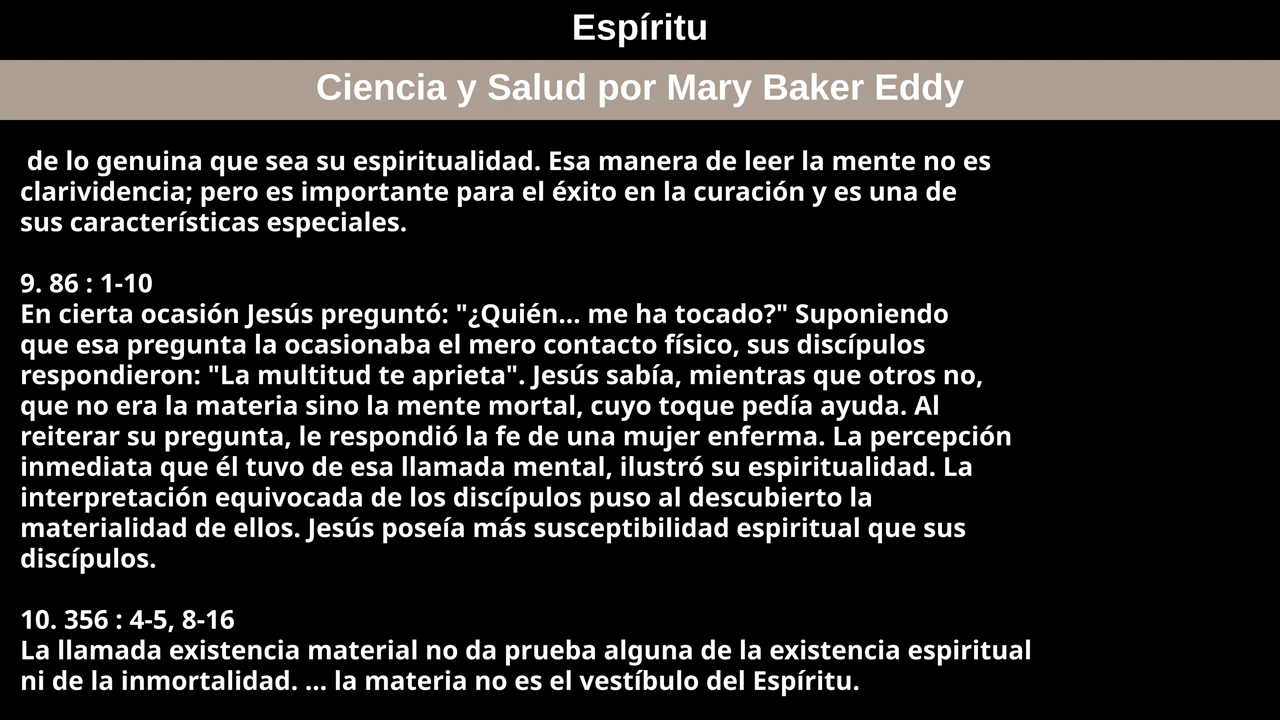 Espíritu
Ciencia y Salud por Mary Baker Eddy
de lo genuina que sea su espiritualidad. Esa manera de leer la mente no es
clarividencia; pero es importante para el éxito en la curación y es una de
sus características especiales.
9. 86 : 1-10
En cierta ocasión Jesús preguntó: "¿Quién... me ha tocado?" Suponiendo
que esa pregunta la ocasionaba el mero contacto físico, sus discípulos
respondieron: "La multitud te aprieta". Jesús sabía, mientras que otros no,
que no era la materia sino la mente mortal, cuyo toque pedía ayuda. Al
reiterar su pregunta, le respondió la fe de una mujer enferma. La percepción
inmediata que él tuvo de esa llamada mental, ilustró su espiritualidad. La
interpretación equivocada de los discípulos puso al descubierto la
materialidad de ellos. Jesús poseía más susceptibilidad espiritual que sus
discípulos.
10. 356 : 4-5, 8-16
La llamada existencia material no da prueba alguna de la existencia espiritual
ni de la inmortalidad. ... la materia no es el vestíbulo del Espíritu.